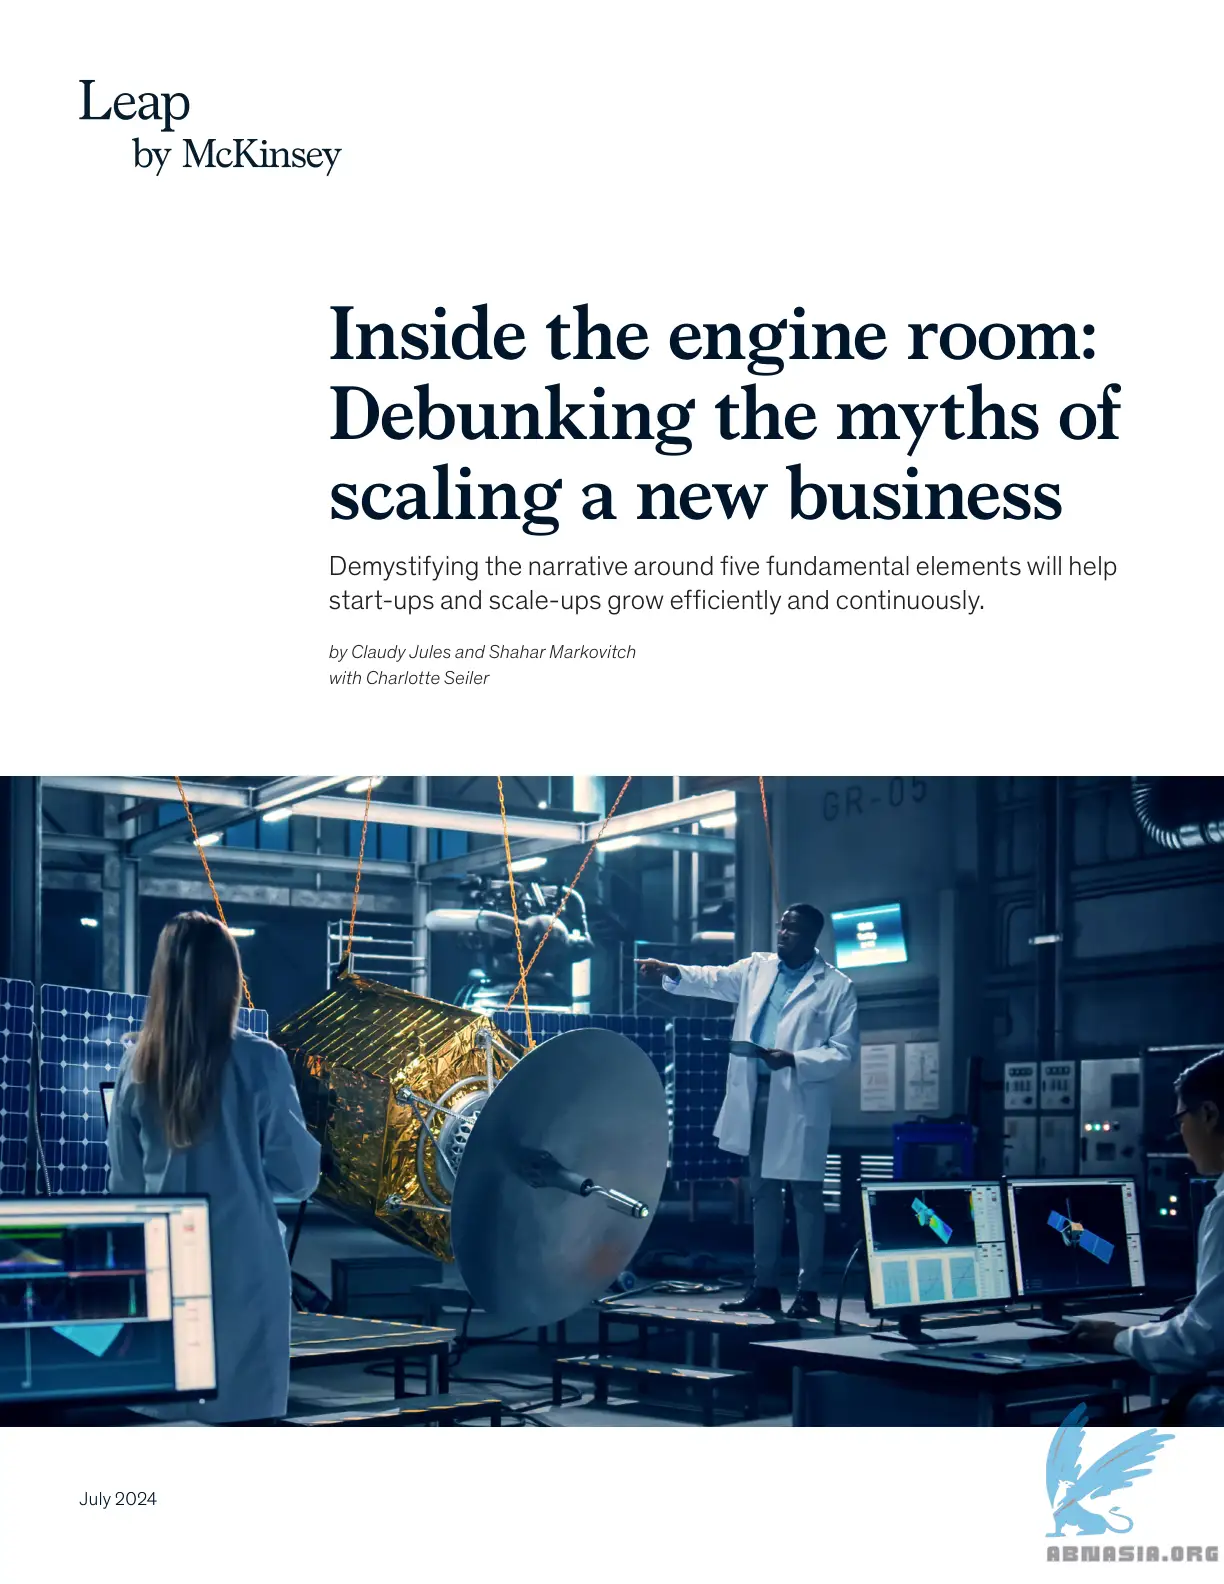 Leap
by McKinsey
Inside the engine room:
Debunking the myths of
scaling a new business
Demystifying the narrative around five fundamental elements will help
start-ups and scale-ups grow efficiently and continuously.
by Claudy Jules and Shahar Markovitch
with Charlotte Seiler
GR-05
July 2024
ABNASIA.ORG